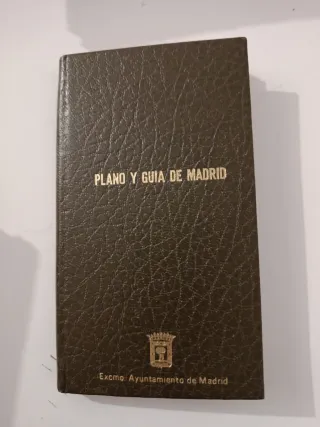 PLANO Y GUIA DE MADRID
Excmo. Ayuntamiento de Madrid